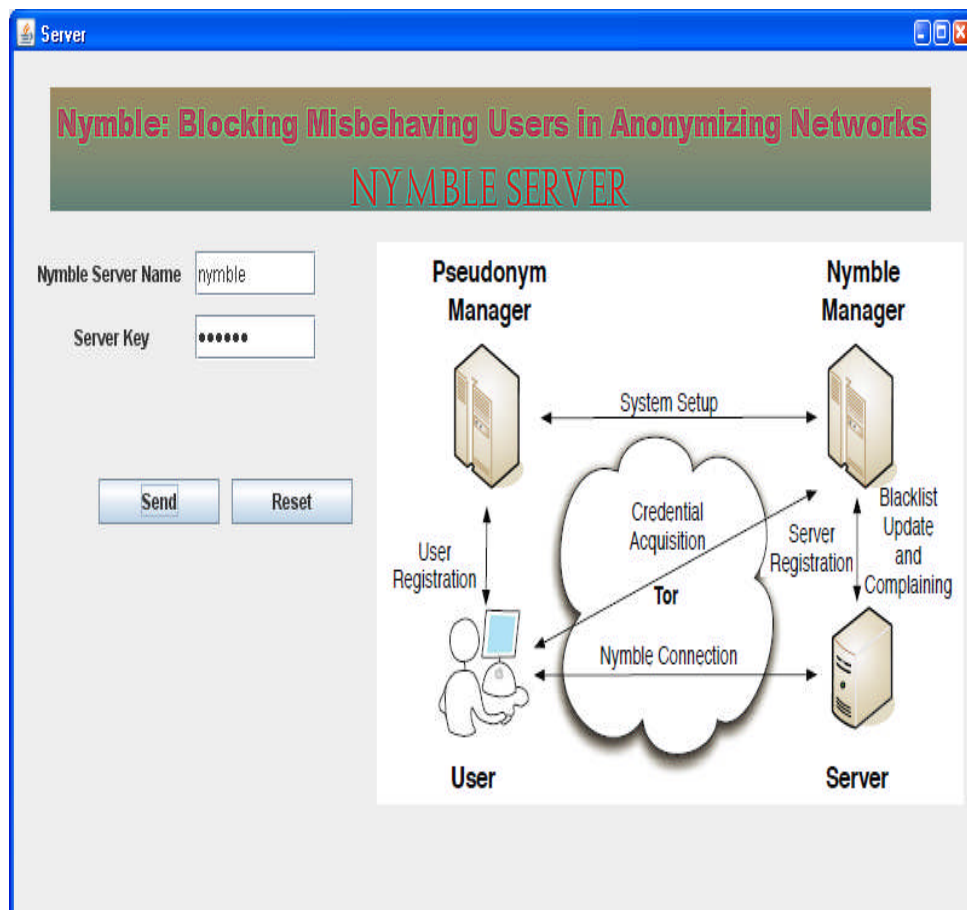 Server
Nymble: Blocking Misbehaving Users in Anonymizing Networks
NYMBLE SERVER
Nymble Server Name
nymble
Server Key
••••••
Send
Reset
Pseudonym
Manager
Nymble
Manager
System Setup
Credential
Acquisition
User
Registration
Server
Registration
Blacklist
Update
and
Complaining
Tor
Nymble Connection
User
Server